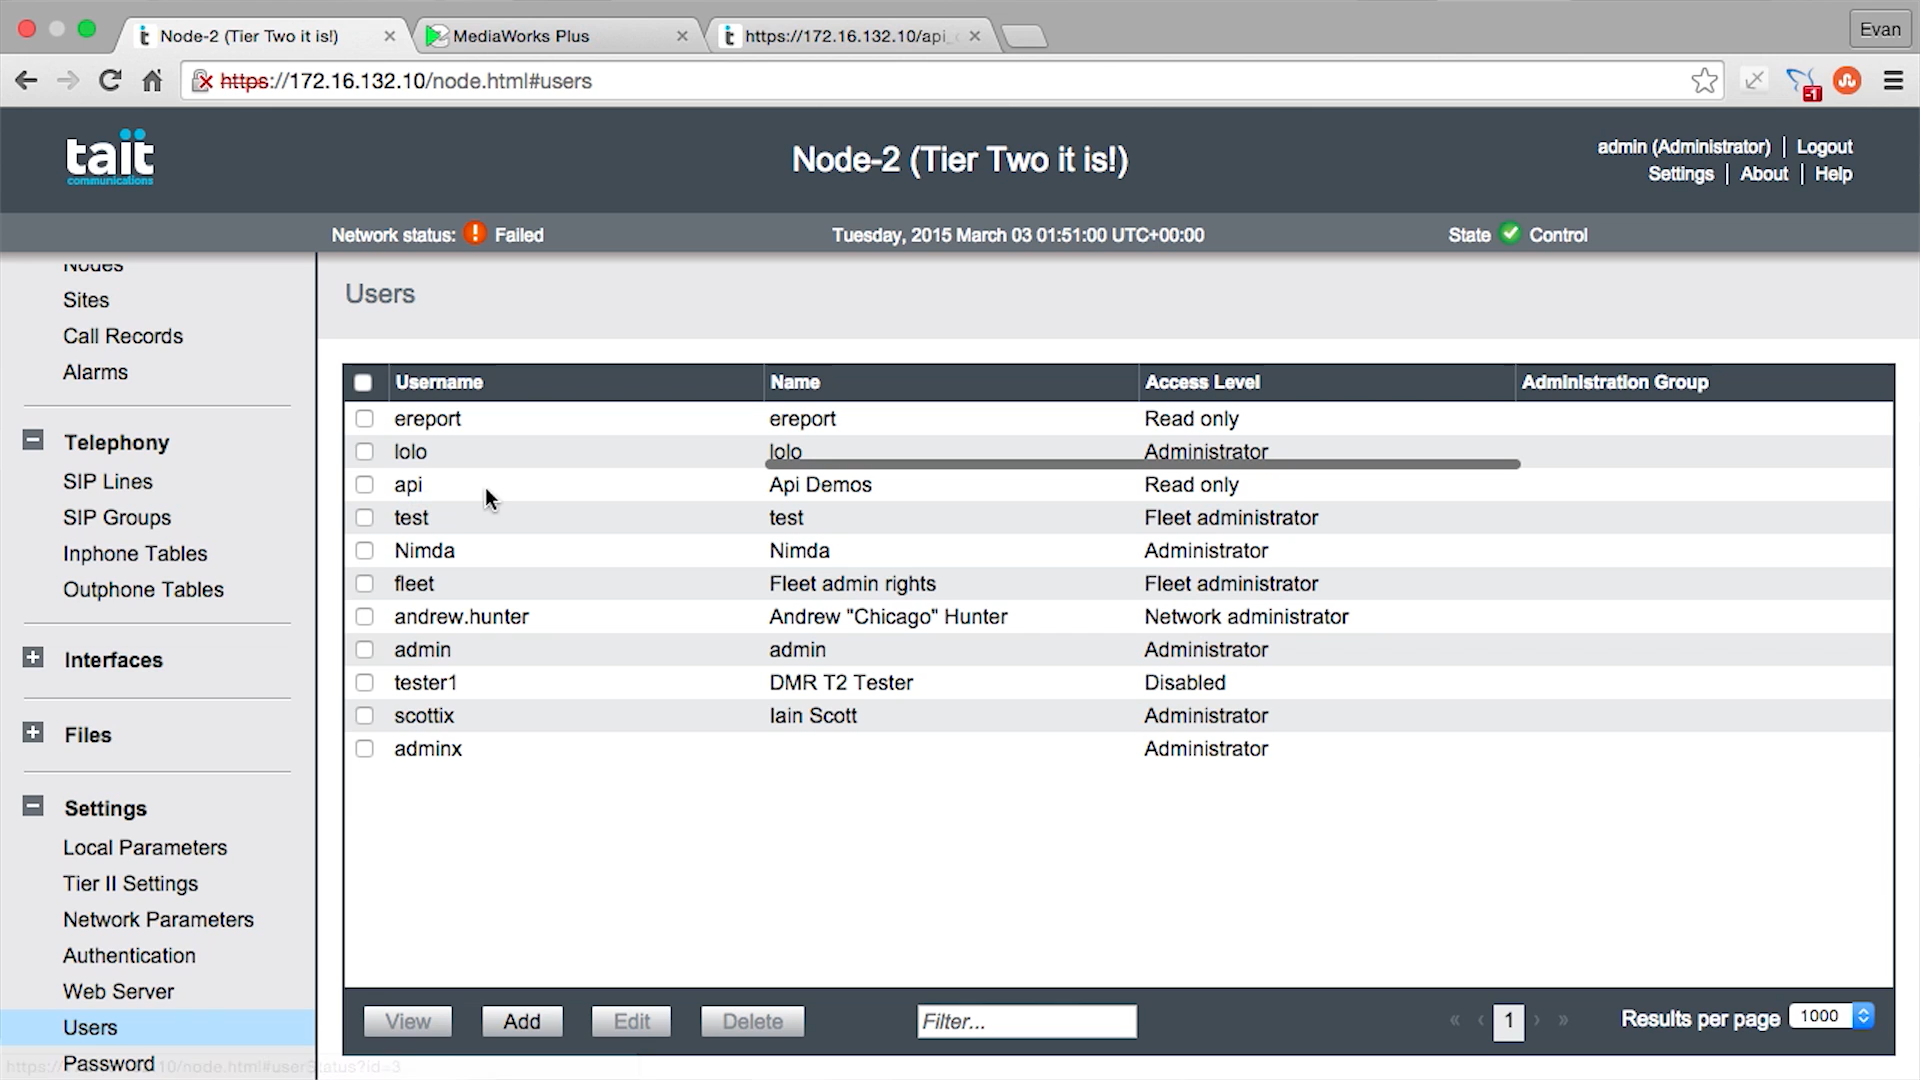 Node-2 (Tier Two it is!)
MediaWorks Plus
https://172.16.132.10/api_
Evan
https://172.16.132.10/node.html#users
-1
tait
communications
Node-2 (Tier Two it is!)
admin (Administrator) | Logout
Settings | About | Help
Network status: ! Failed
Tuesday, 2015 March 03 01:51:00 UTC+00:00
State Control
Nodes
Sites
Call Records
Alarms
Telephony
SIP Lines
SIP Groups
Inphone Tables
Outphone Tables
Interfaces
Files
Settings
Local Parameters
Tier II Settings
Network Parameters
Authentication
Web Server
Users
Password
Users
Username Name Access Level Administration Group
ereport ereport Read only
lolo lolo Administrator
api Api Demos Read only
test test Fleet administrator
Nimda Nimda Administrator
fleet Fleet admin rights Fleet administrator
andrew.hunter Andrew "Chicago" Hunter Network administrator
admin admin Administrator
tester1 DMR T2 Tester Disabled
scottix Iain Scott Administrator
adminx Administrator
View Add Edit Delete Filter... « ‹ 1 › » Results per page 1000